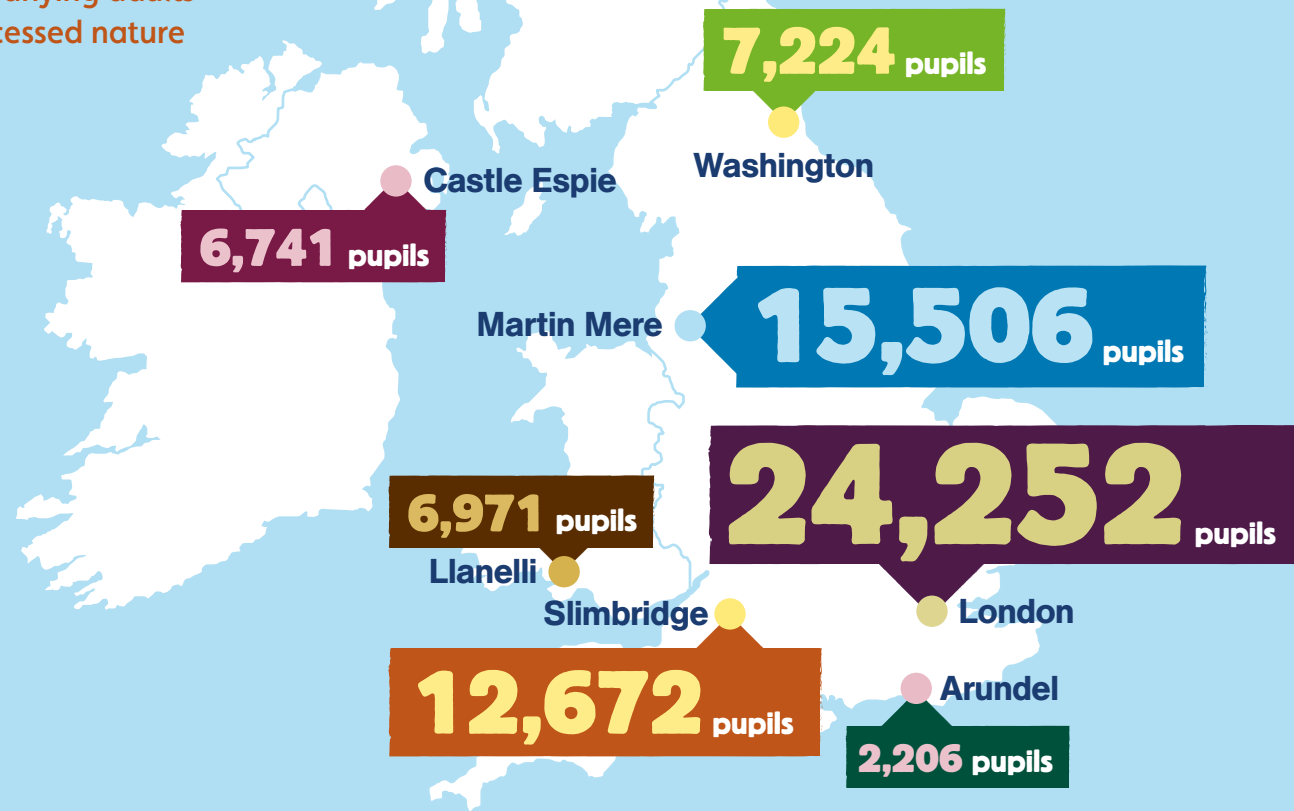 cessed nature
7,224 pupils
Washington
Castle Espie
6,741 pupils
Martin Mere
15,506 pupils
24,252 pupils
6,971 pupils
Llanelli
Slimbridge
London
12,672 pupils
Arundel
2,206 pupils